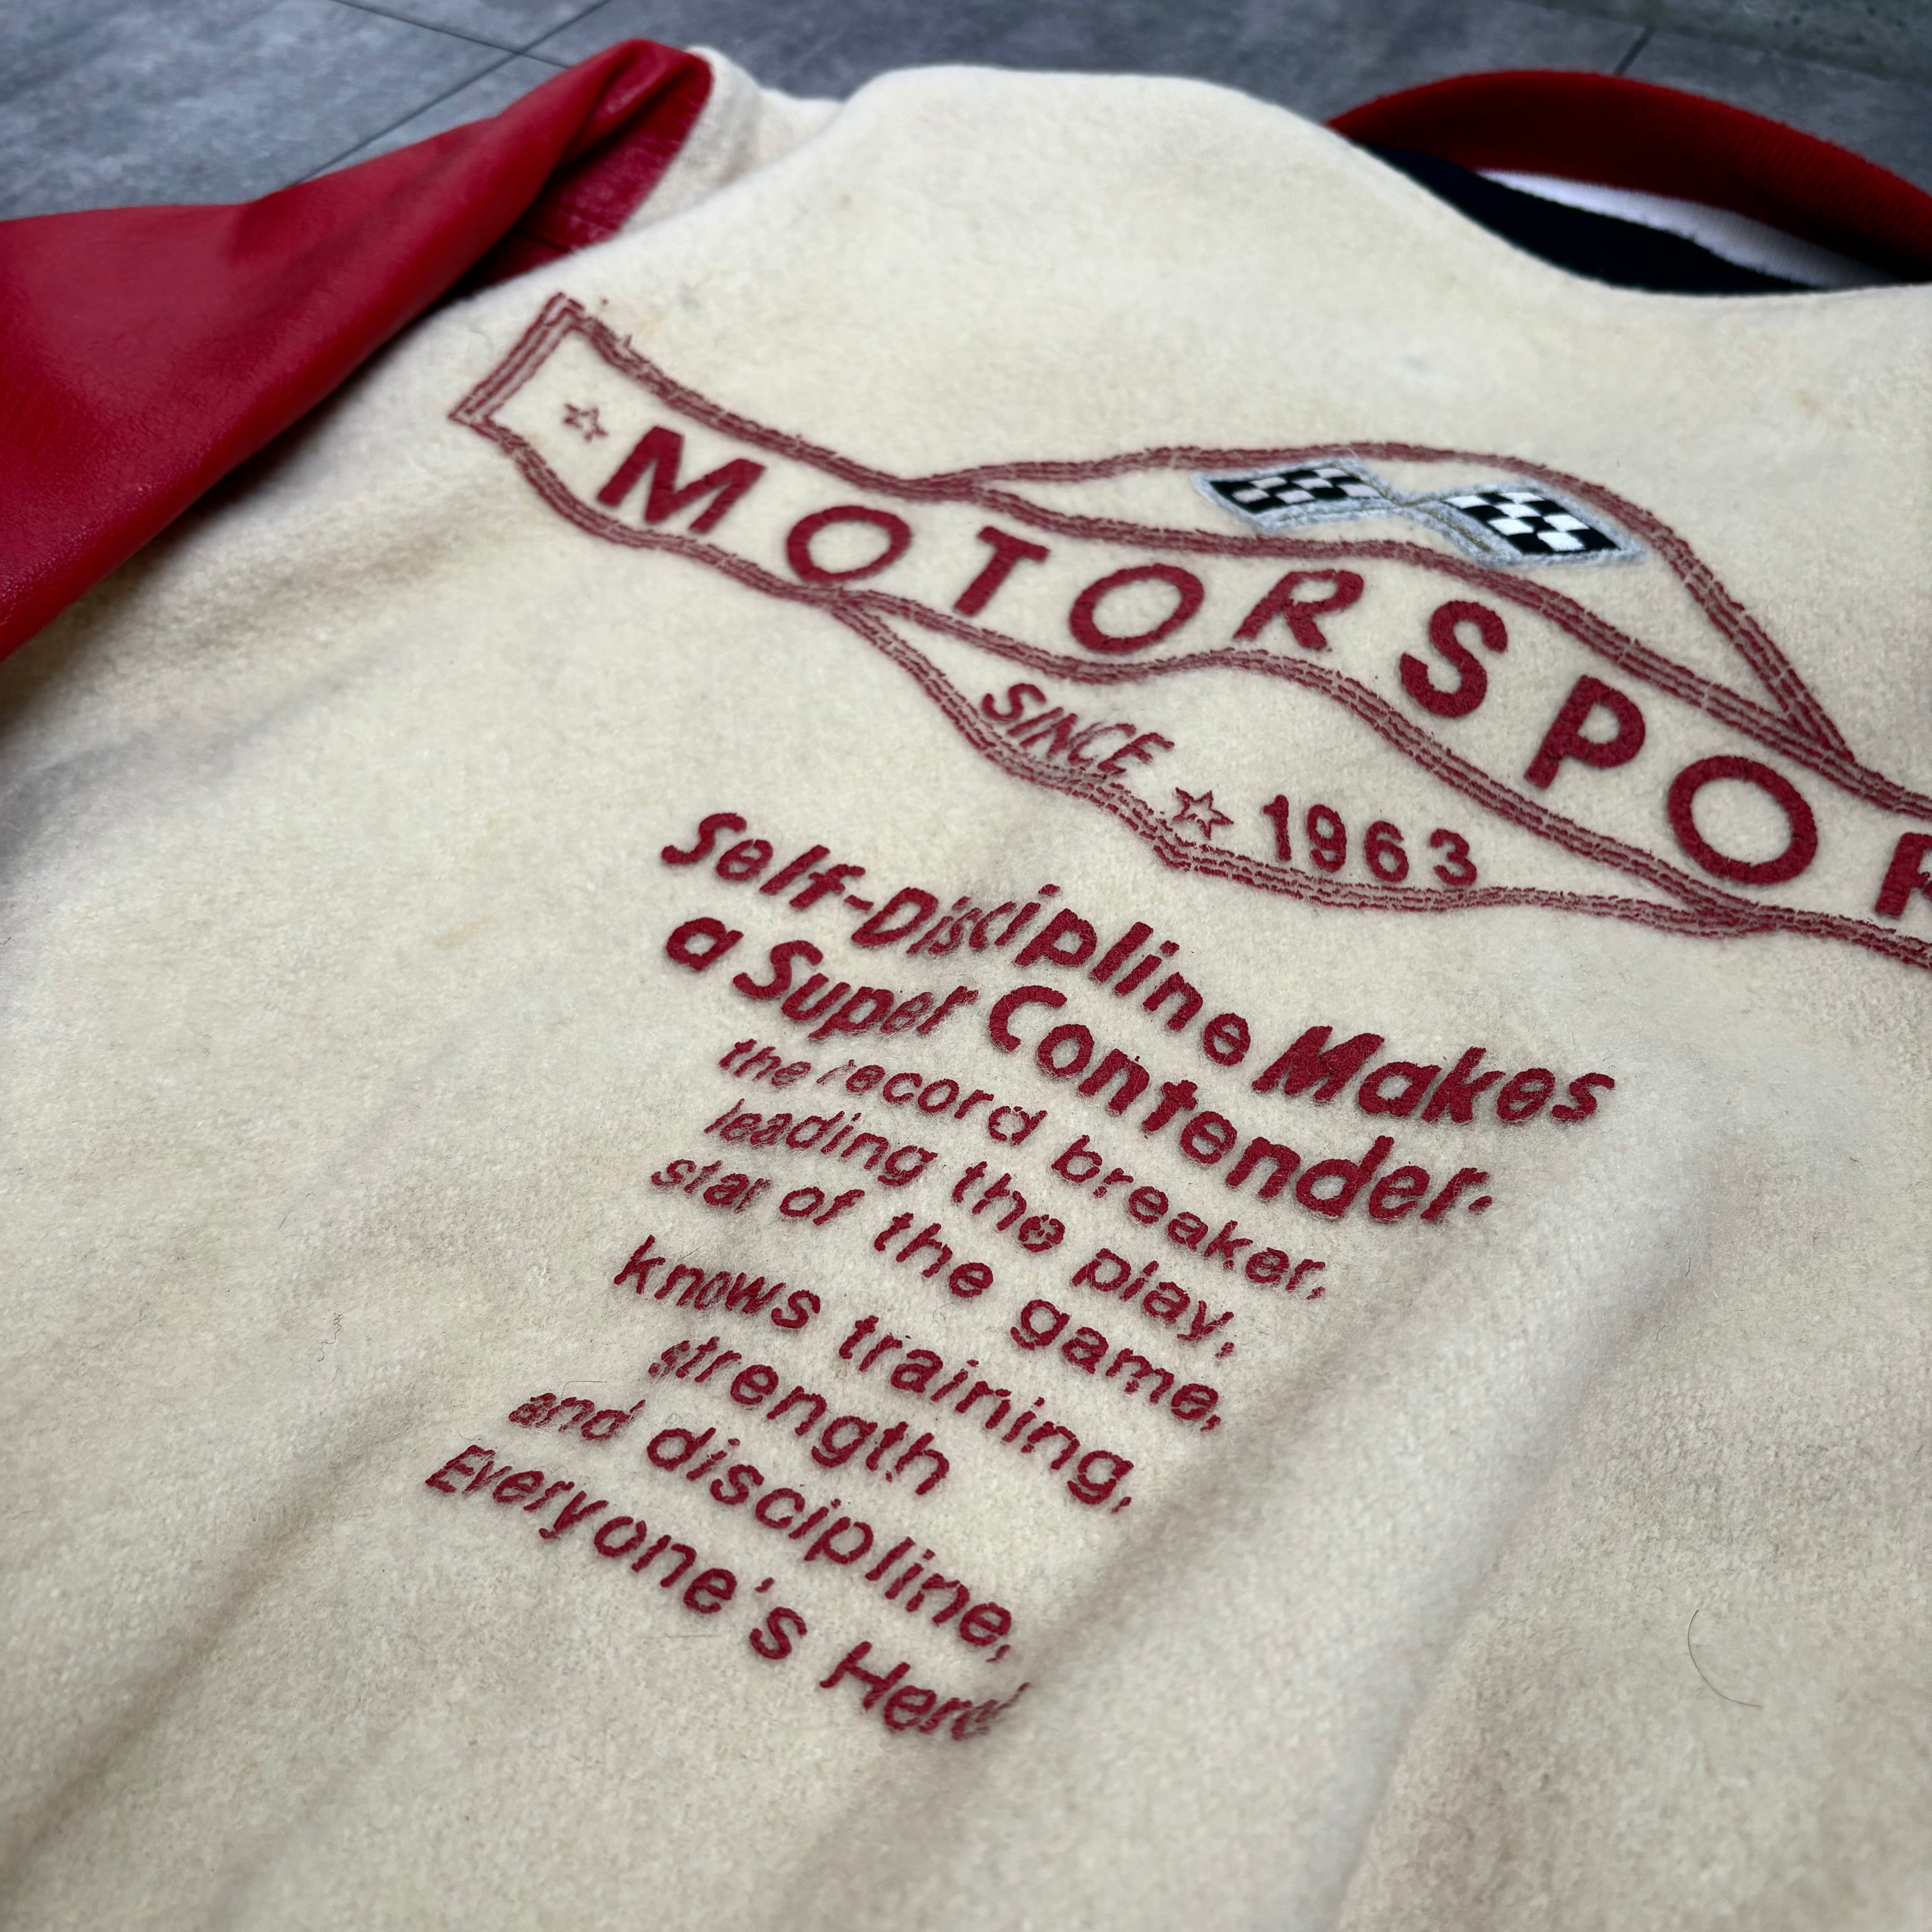 MOTORSPOR
SINCE 1963
Self-Discipline Makes
a Super Contender.
the record breaker,
leading the play,
star of the game,
knows training,
strength
and discipline,
Everyone's Hero